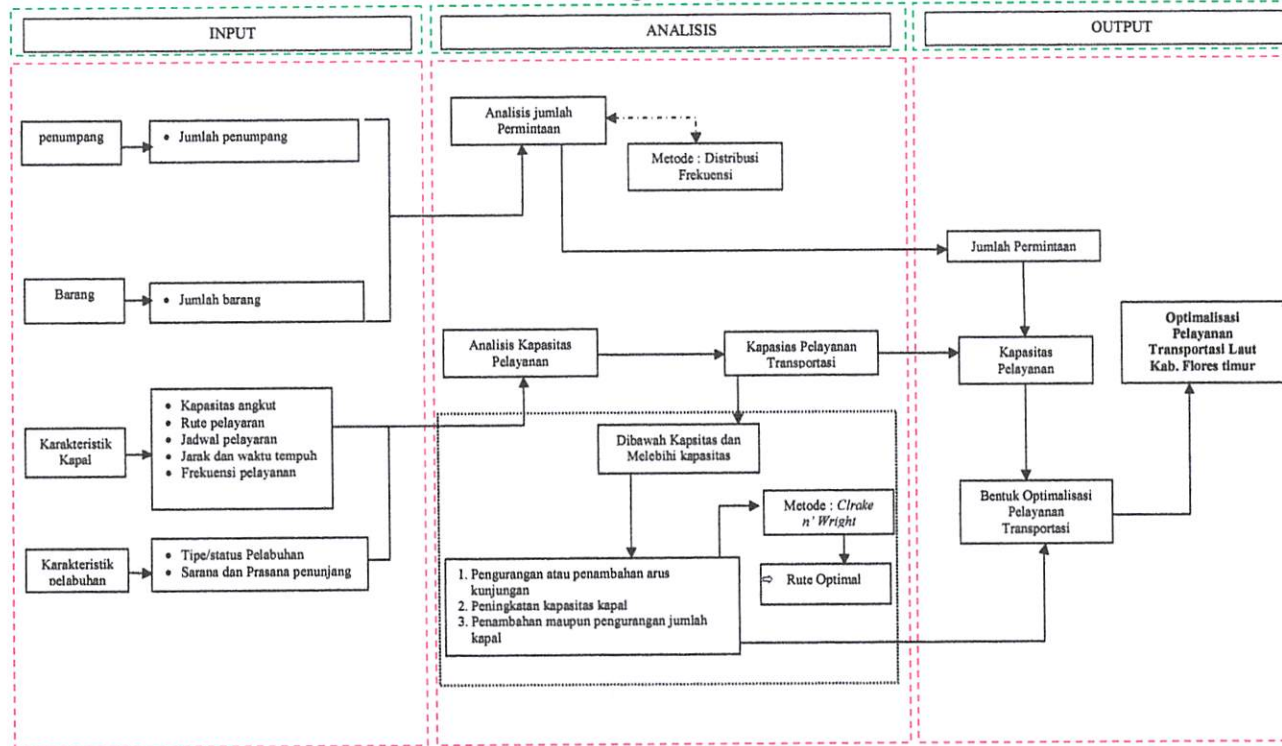 INPUT
ANALISIS
OUTPUT
penumpang
• Jumlah penumpang
Barang
• Jumlah barang
Karakteristik
Kapal
• Kapasitas angkut
• Rute pelayaran
• Jadwal pelayaran
• Jarak dan waktu tempuh
• Frekuensi pelayanan
Karakteristik
pelabuhan
• Tipe/status Pelabuhan
• Sarana dan Prasana penunjang
Analisis jumlah
Permintaan
Metode : Distribusi
Frekuensi
Analisis Kapasitas
Pelayanan
Kapasias Pelayanan
Transportasi
Dibawah Kapsitas dan
Melebihi kapasitas
Metode : Clrake
n' Wright
⇨ Rute Optimal
1. Pengurangan atau penambahan arus
kunjungan
2. Peningkatan kapasitas kapal
3. Penambahan maupun pengurangan jumlah
kapal
Jumlah Permintaan
Kapasitas
Pelayanan
Bentuk Optimalisasi
Pelayanan
Transportasi
Optimalisasi
Pelayanan
Transportasi Laut
Kab. Flores timur